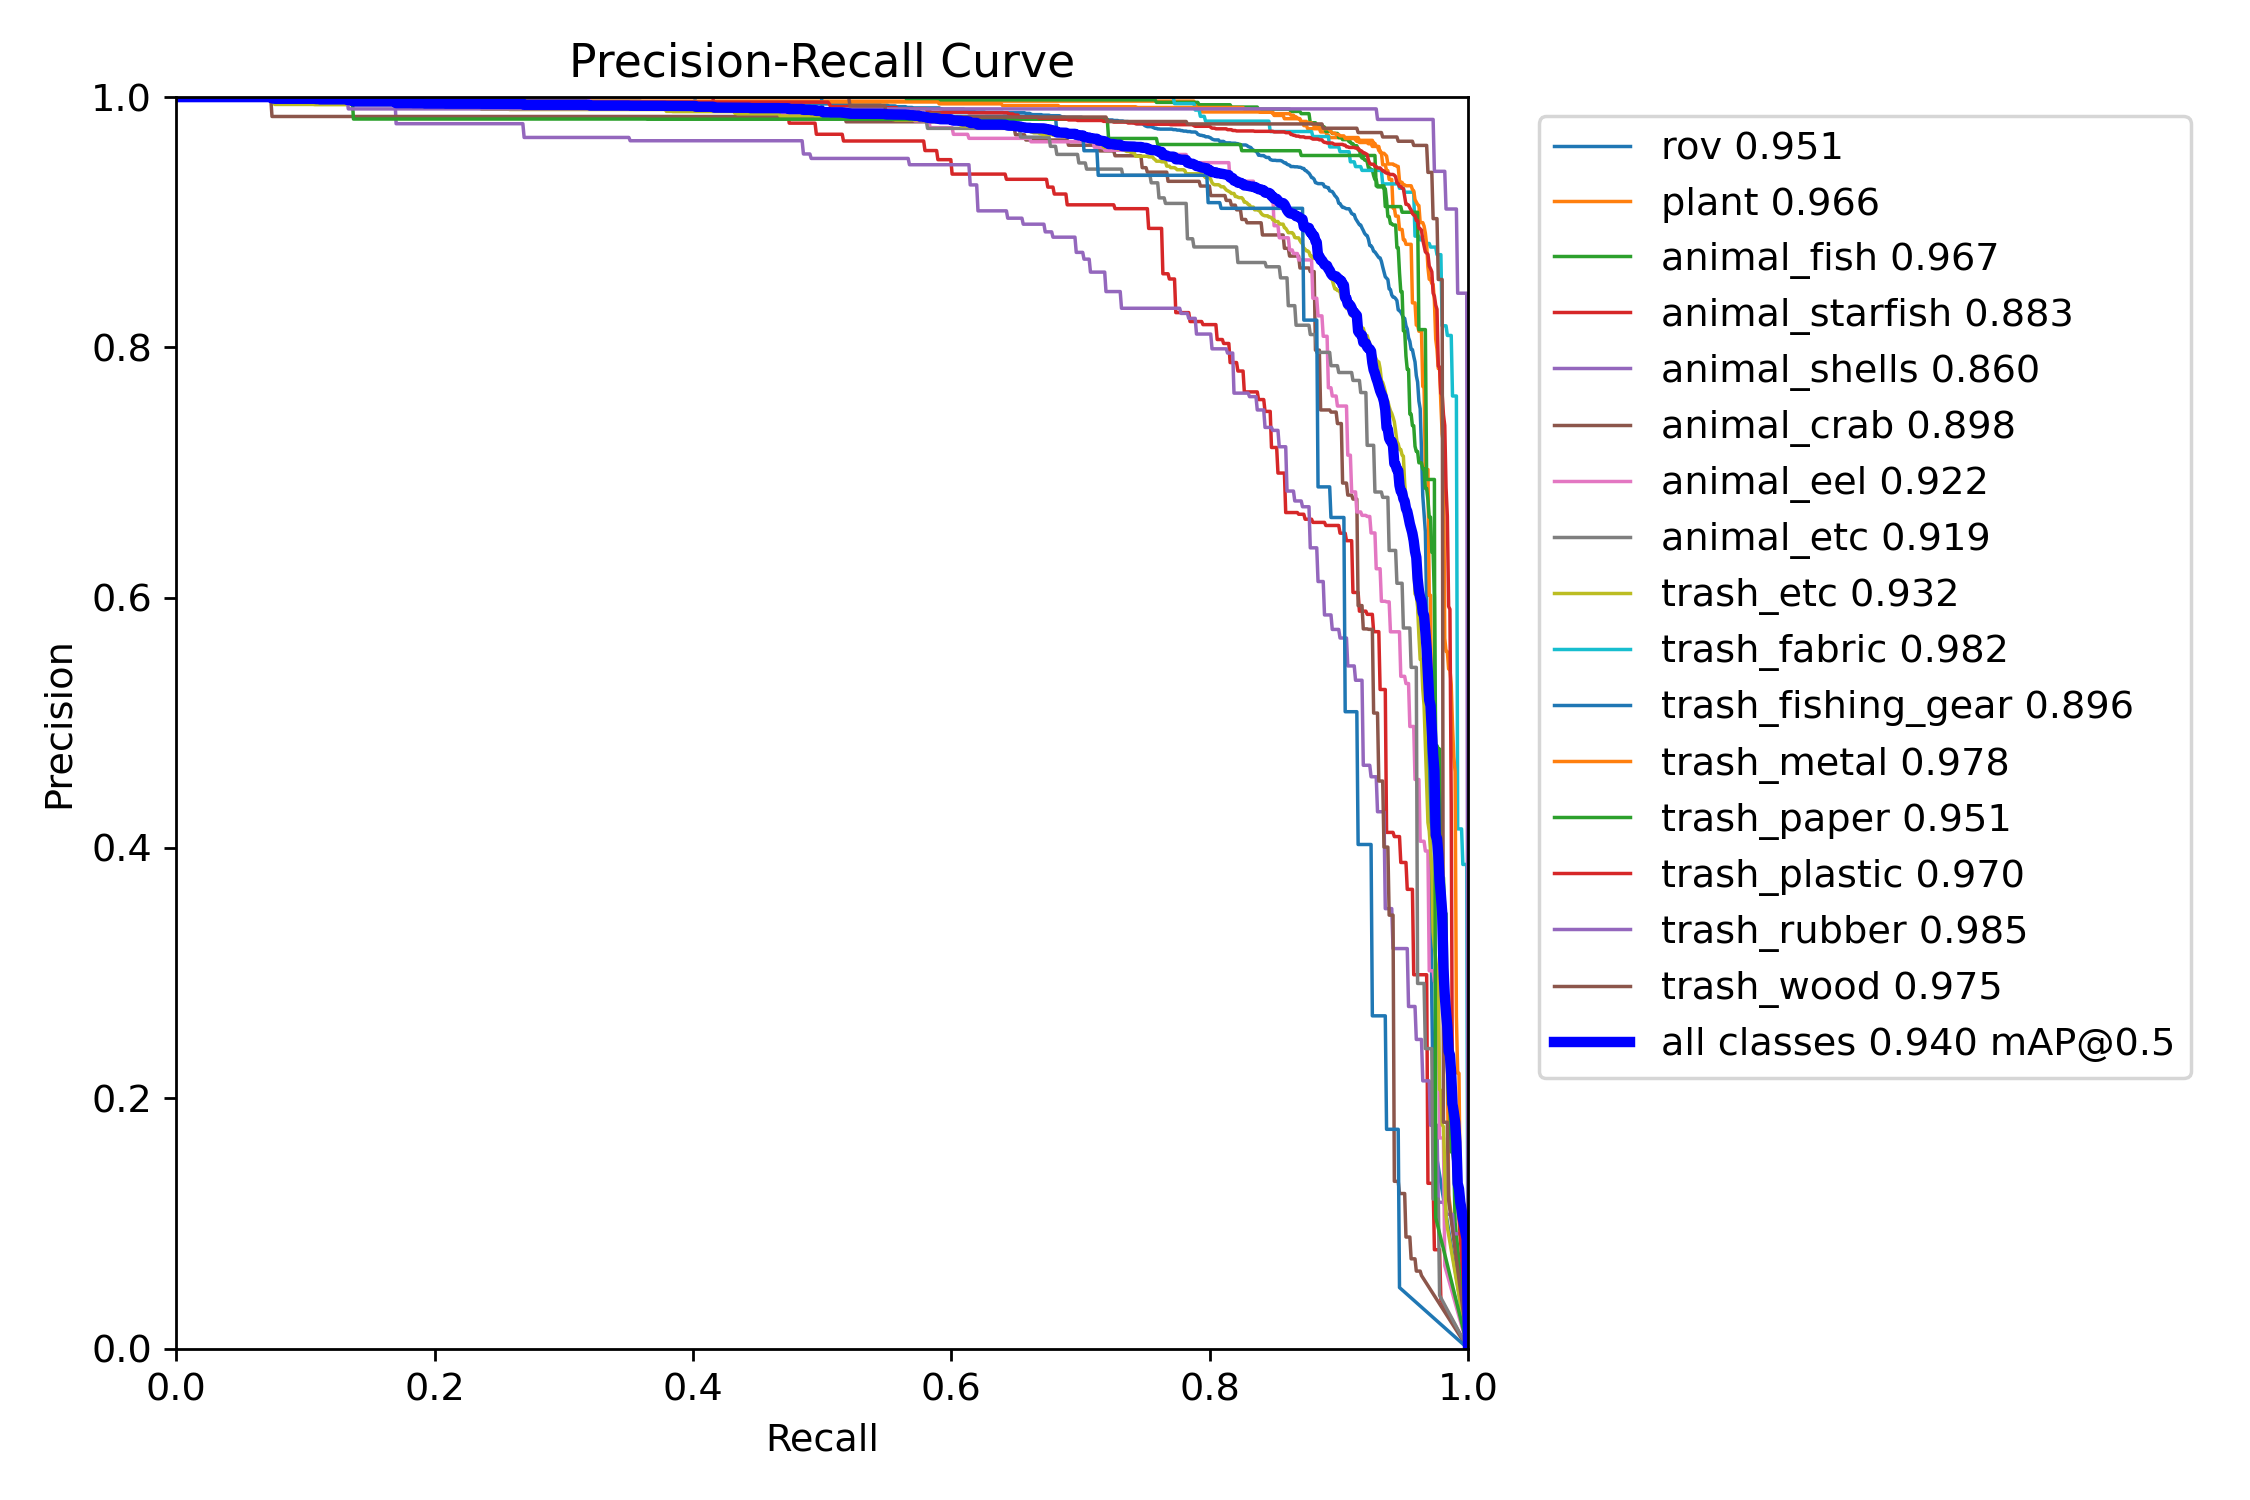 Precision-Recall Curve
1.0
0.8
0.6
0.4
0.2
0.0
Precision
0.0 0.2 0.4 0.6 0.8 1.0
Recall
rov 0.951
plant 0.966
animal_fish 0.967
animal_starfish 0.883
animal_shells 0.860
animal_crab 0.898
animal_eel 0.922
animal_etc 0.919
trash_etc 0.932
trash_fabric 0.982
trash_fishing_gear 0.896
trash_metal 0.978
trash_paper 0.951
trash_plastic 0.970
trash_rubber 0.985
trash_wood 0.975
all classes 0.940 mAP@0.5